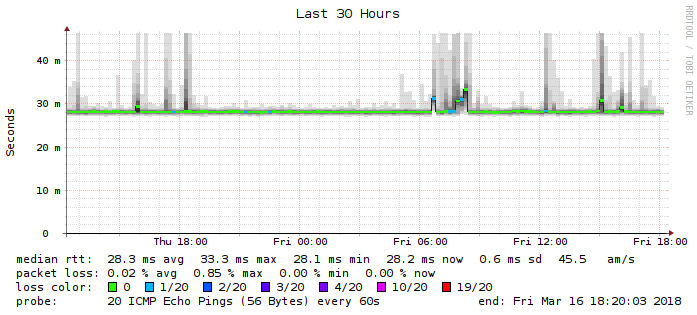 Last 30 Hours
RRDTOOL / TOBI OETIKER
Seconds
40 m
30 m
20 m
10 m
0
Thu 18:00 Fri 00:00 Fri 06:00 Fri 12:00 Fri 18:00
median rtt: 28.3 ms avg 33.3 ms max 28.1 ms min 28.2 ms now 0.6 ms sd 45.5 am/s
packet loss: 0.02 % avg 0.85 % max 0.00 % min 0.00 % now
loss color: 0 1/20 2/20 3/20 4/20 10/20 19/20
probe: 20 ICMP Echo Pings (56 Bytes) every 60s end: Fri Mar 16 18:20:03 2018